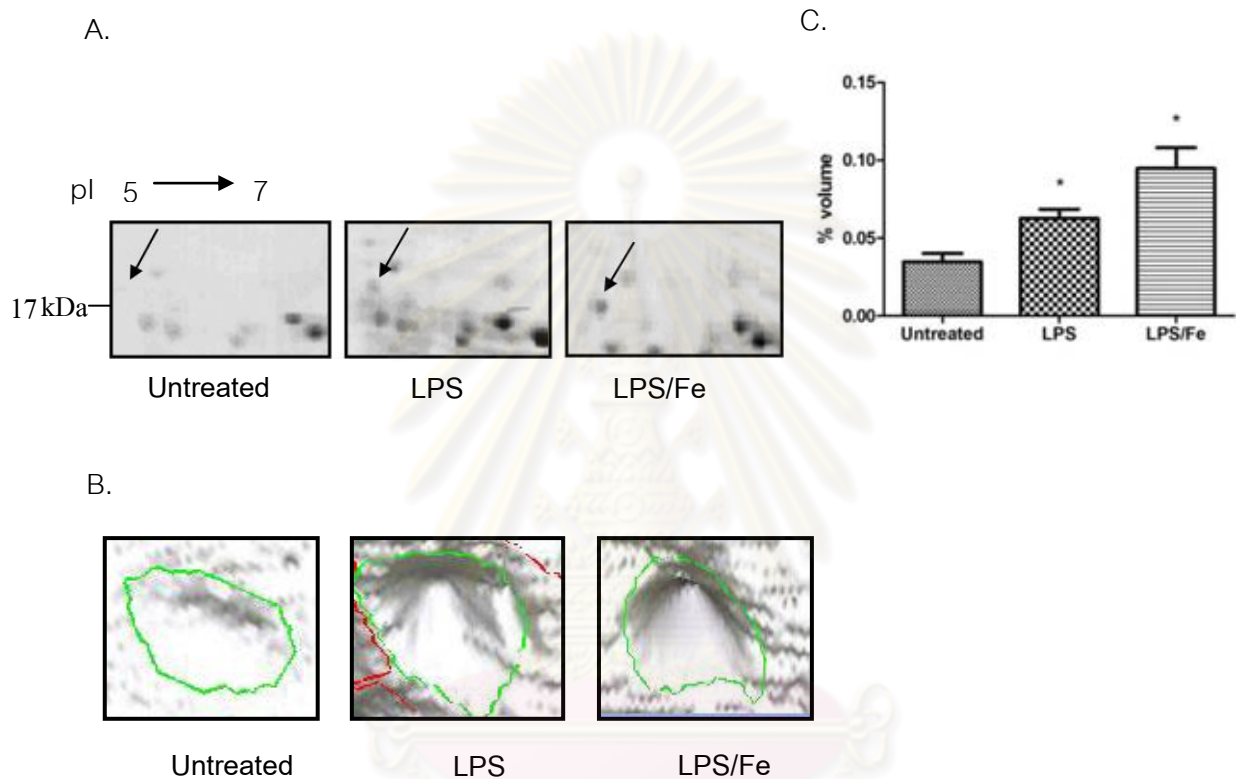 A.
pI 5 7
17 kDa
Untreated LPS LPS/Fe
B.
Untreated LPS LPS/Fe
C.
0.15
0.10
0.05
0.00
% volume
*
*
Untreated LPS LPS/Fe